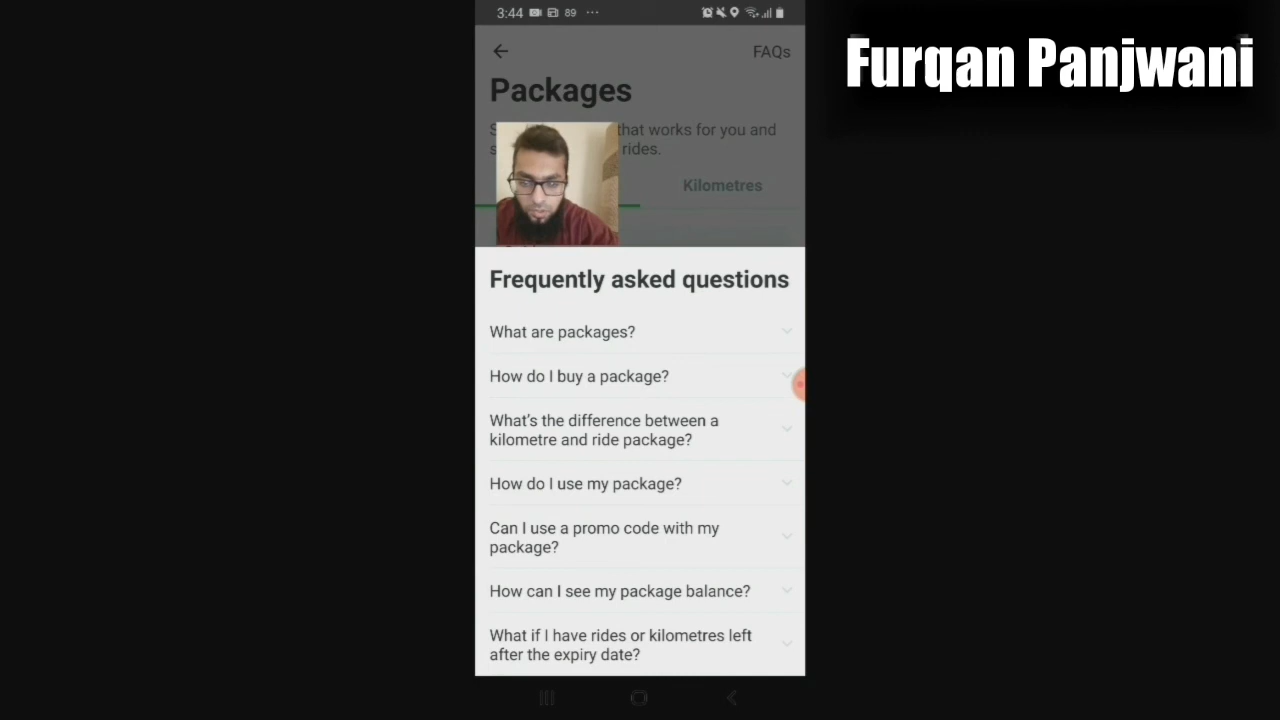 Furqan Panjwani
3:44
89
FAQs
Packages
that works for you and
rides.
Kilometres
Frequently asked questions
What are packages?
How do I buy a package?
What's the difference between a
kilometre and ride package?
How do I use my package?
Can I use a promo code with my
package?
How can I see my package balance?
What if I have rides or kilometres left
after the expiry date?